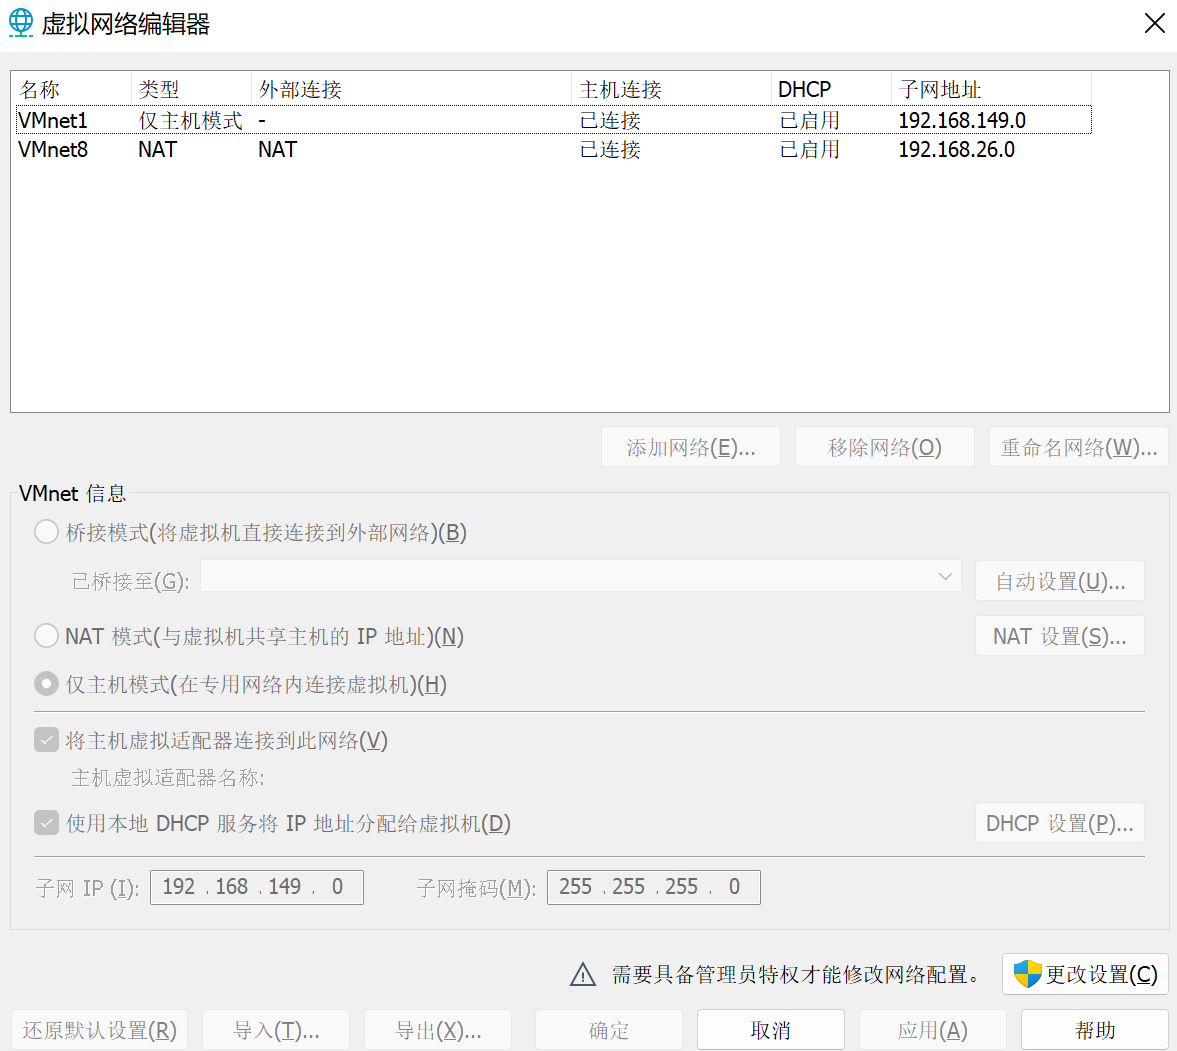 虚拟网络编辑器
名称 类型 外部连接 主机连接 DHCP 子网地址
VMnet1 仅主机模式 - 已连接 已启用 192.168.149.0
VMnet8 NAT NAT 已连接 已启用 192.168.26.0
添加网络(E)... 移除网络(O) 重命名网络(W)...
VMnet 信息
桥接模式(将虚拟机直接连接到外部网络)(B)
已桥接至(G): 自动设置(U)...
NAT 模式(与虚拟机共享主机的 IP 地址)(N) NAT 设置(S)...
仅主机模式(在专用网络内连接虚拟机)(H)
将主机虚拟适配器连接到此网络(V)
主机虚拟适配器名称:
使用本地 DHCP 服务将 IP 地址分配给虚拟机(D) DHCP 设置(P)...
子网 IP (I): 192 . 168 . 149 . 0 子网掩码(M): 255 . 255 . 255 . 0
需要具备管理员特权才能修改网络配置。 更改设置(C)
还原默认设置(R) 导入(T)... 导出(X)... 确定 取消 应用(A) 帮助